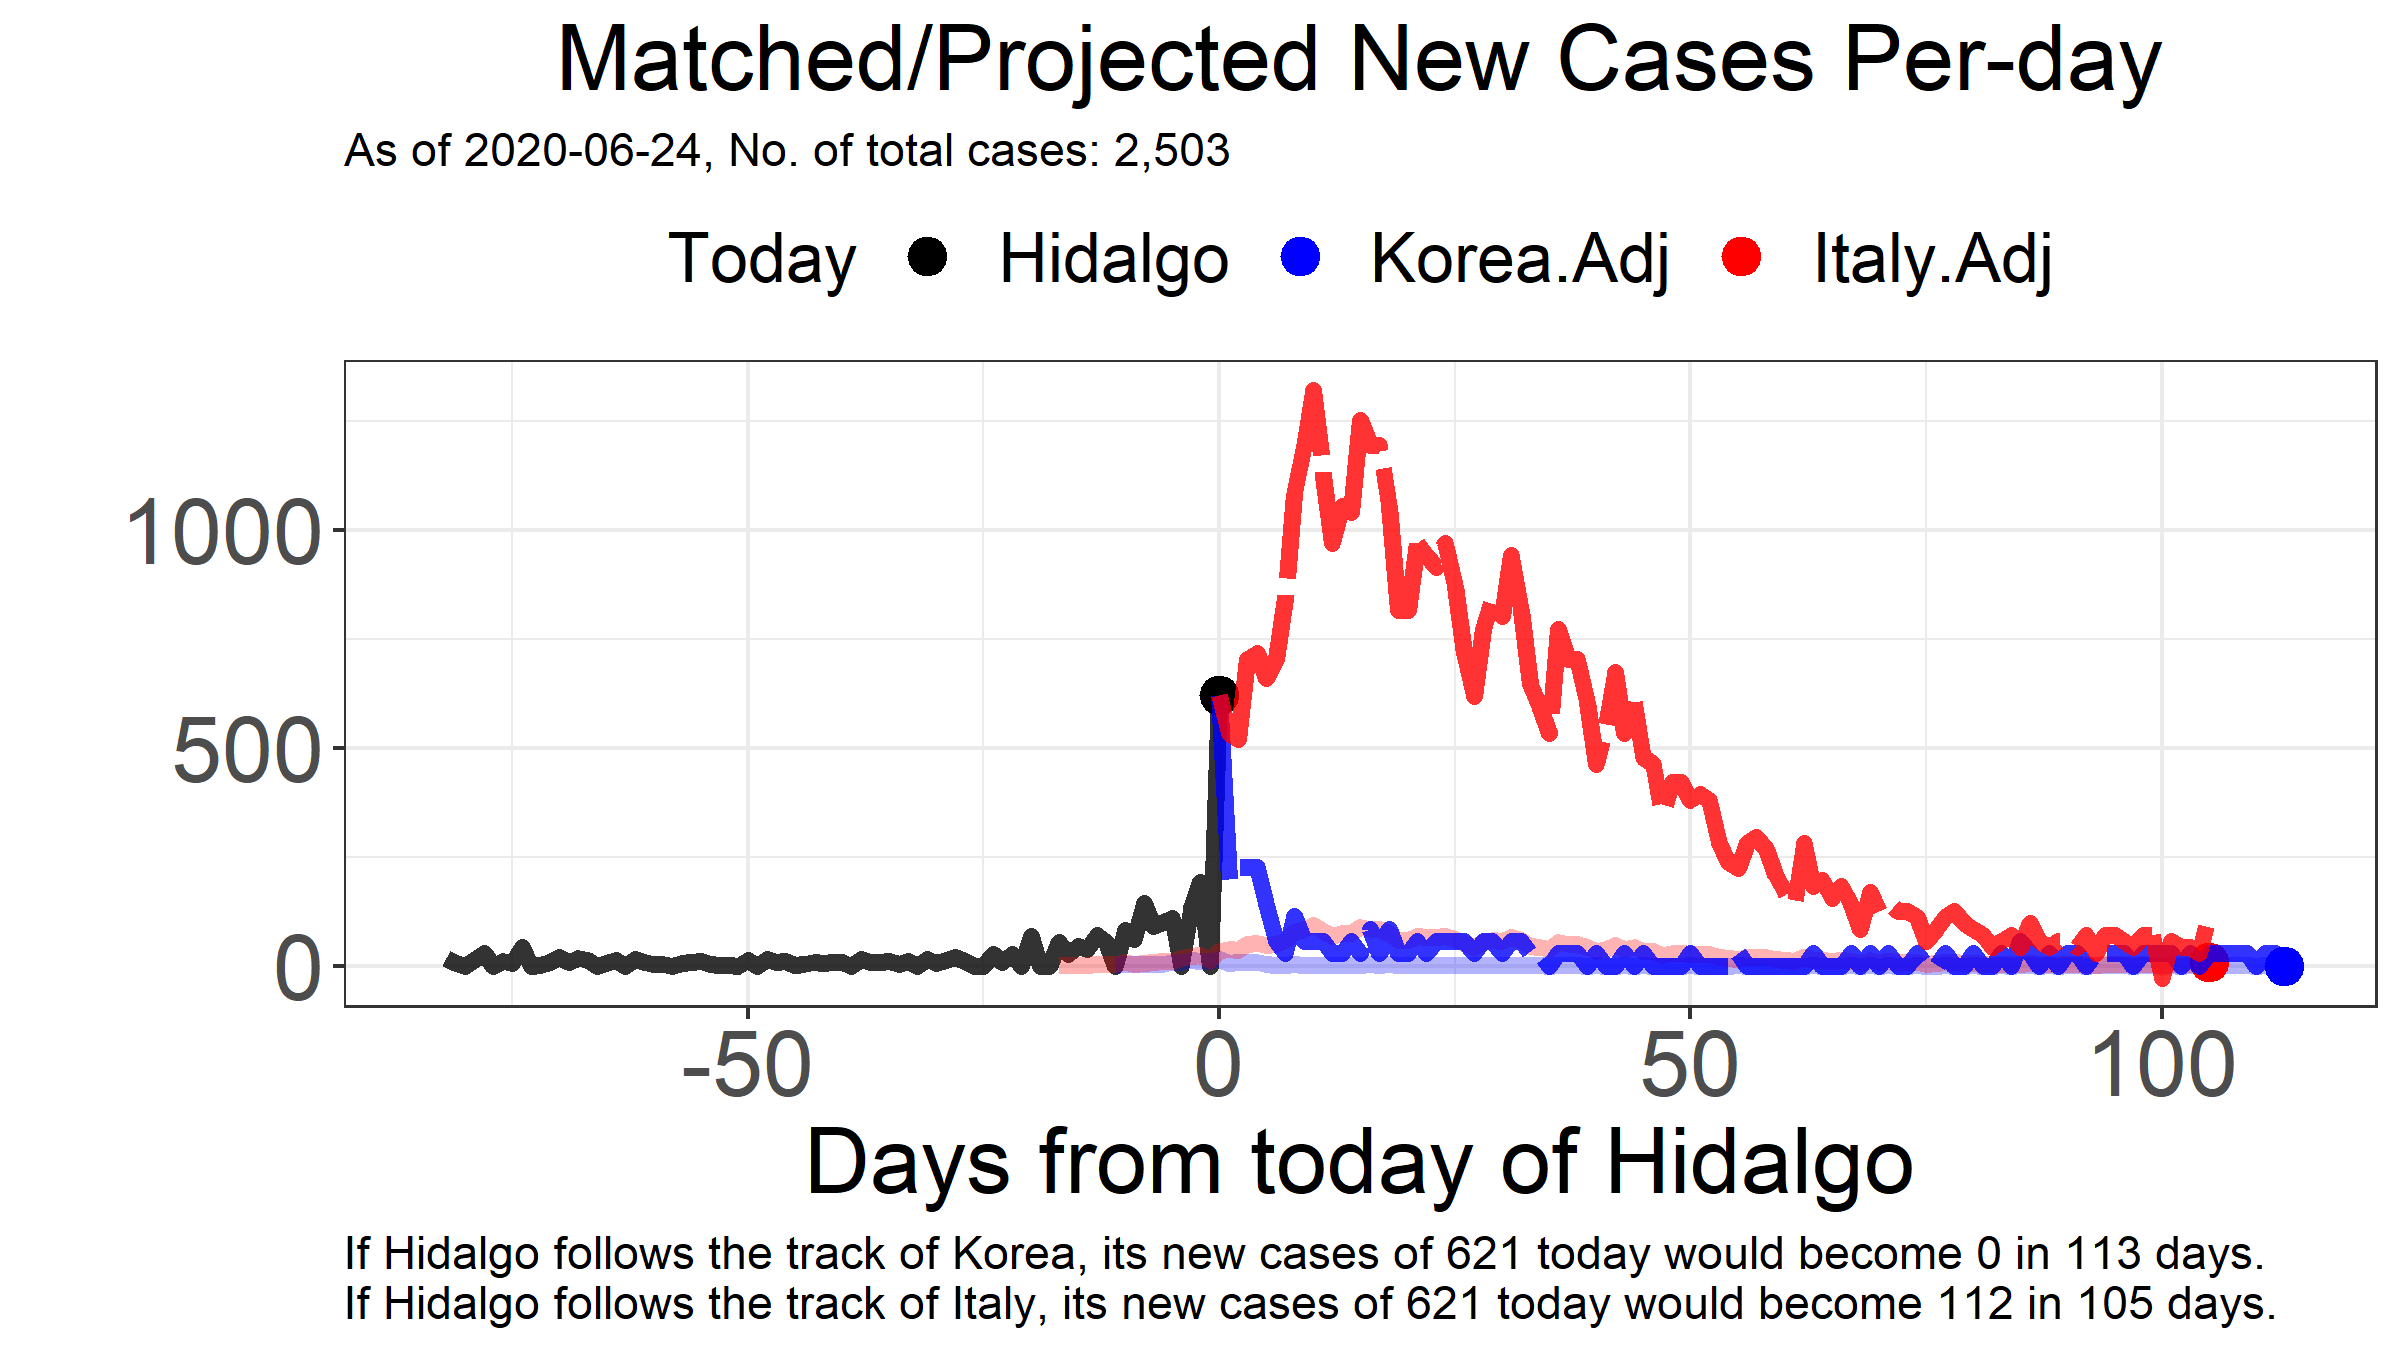 Matched/Projected New Cases Per-day
As of 2020-06-24, No. of total cases: 2,503
Today Hidalgo Korea.Adj Italy.Adj
1000
500
0
-50 0 50 100
Days from today of Hidalgo
If Hidalgo follows the track of Korea, its new cases of 621 today would become 0 in 113 days.
If Hidalgo follows the track of Italy, its new cases of 621 today would become 112 in 105 days.